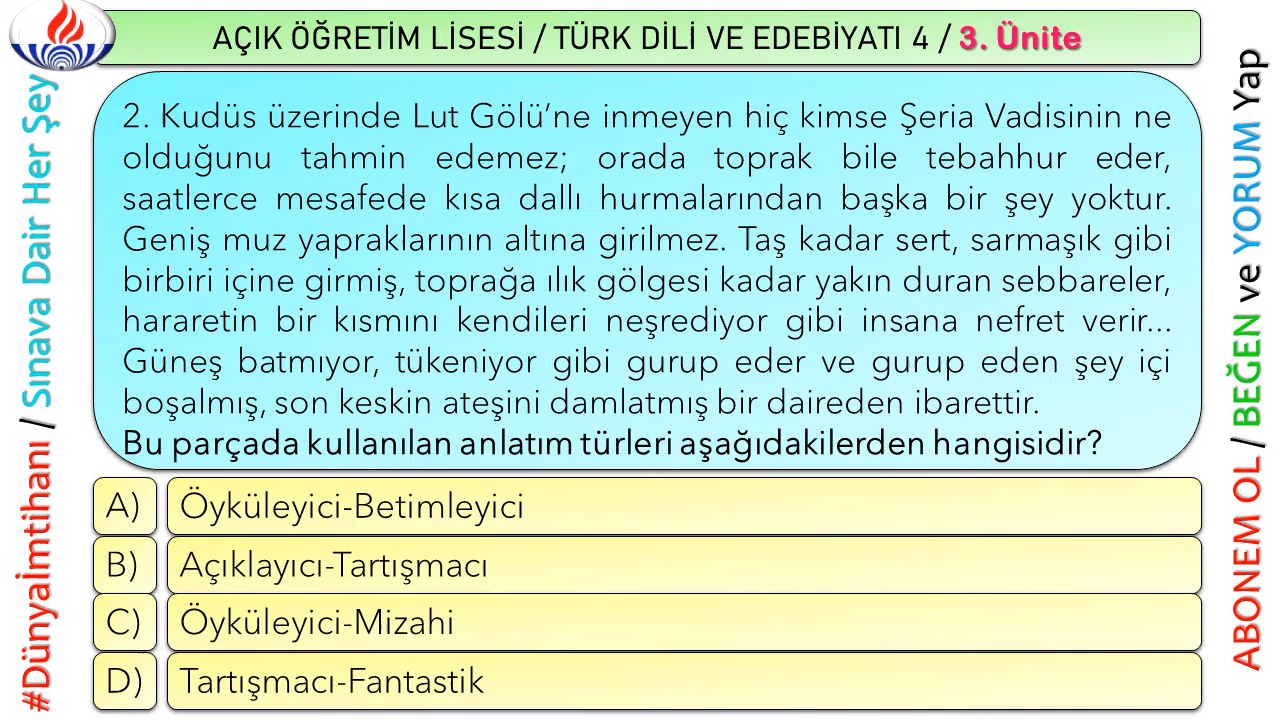 AÇIK ÖĞRETİM LİSESİ / TÜRK DİLİ VE EDEBİYATI 4 / 3. Ünite
2. Kudüs üzerinde Lut Gölü’ne inmeyen hiç kimse Şeria Vadisinin ne
olduğunu tahmin edemez; orada toprak bile tebahhur eder,
saatlerce mesafede kısa dallı hurmalarından başka bir şey yoktur.
Geniş muz yapraklarının altına girilmez. Taş kadar sert, sarmaşık gibi
birbiri içine girmiş, toprağa ılık gölgesi kadar yakın duran sebbareler,
hararetin bir kısmını kendileri neşrediyor gibi insana nefret verir...
Güneş batmıyor, tükeniyor gibi gurup eder ve gurup eden şey içi
boşalmış, son keskin ateşini damlatmış bir daireden ibarettir.
Bu parçada kullanılan anlatım türleri aşağıdakilerden hangisidir?
A) Öyküleyici-Betimleyici
B) Açıklayıcı-Tartışmacı
C) Öyküleyici-Mizahi
D) Tartışmacı-Fantastik
#Dünyaimtihanı / Sınava Dair Her Şey
ABONEM OL / BEĞEN ve YORUM Yap